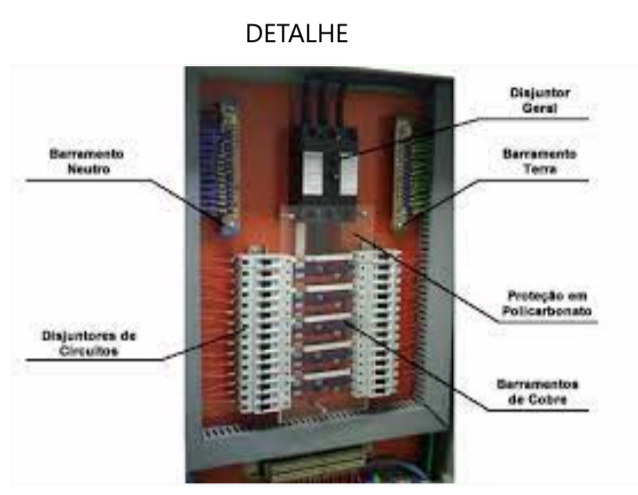 DETALHE
Disjuntor
Geral
Barramento
Neutro
Barramento
Terra
Proteção em
Policarbonato
Disjuntores de
Circuitos
Barramentos
de Cobre